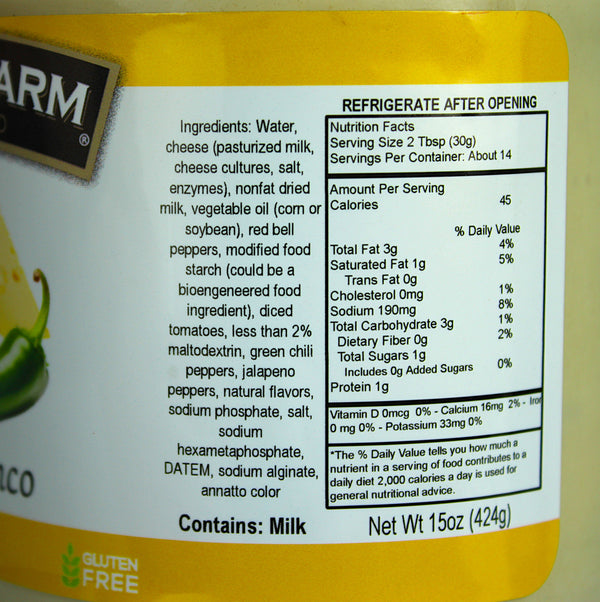 ARM
®
Ingredients: Water,
cheese (pasturized milk,
cheese cultures, salt,
enzymes), nonfat dried
milk, vegetable oil (corn or
soybean), red bell
peppers, modified food
starch (could be a
bioengeneered food
ingredient), diced
tomatoes, less than 2%
maltodextrin, green chili
peppers, jalapeno
peppers, natural flavors,
sodium phosphate, salt,
sodium
hexametaphosphate,
DATEM, sodium alginate,
annatto color
Contains: Milk
REFRIGERATE AFTER OPENING
Nutrition Facts
Serving Size 2 Tbsp (30g)
Servings Per Container: About 14
Amount Per Serving
Calories 45
% Daily Value
Total Fat 3g 4%
Saturated Fat 1g 5%
Trans Fat 0g
Cholesterol 0mg 1%
Sodium 190mg 8%
Total Carbohydrate 3g 1%
Dietary Fiber 0g 2%
Total Sugars 1g
Includes 0g Added Sugars 0%
Protein 1g
Vitamin D 0mcg 0% - Calcium 16mg 2% - Iron
0 mg 0% - Potassium 33mg 0%
*The % Daily Value tells you how much a
nutrient in a serving of food contributes to a
daily diet 2,000 calories a day is used for
general nutritional advice.
Net Wt 15oz (424g)
nco
GLUTEN
FREE